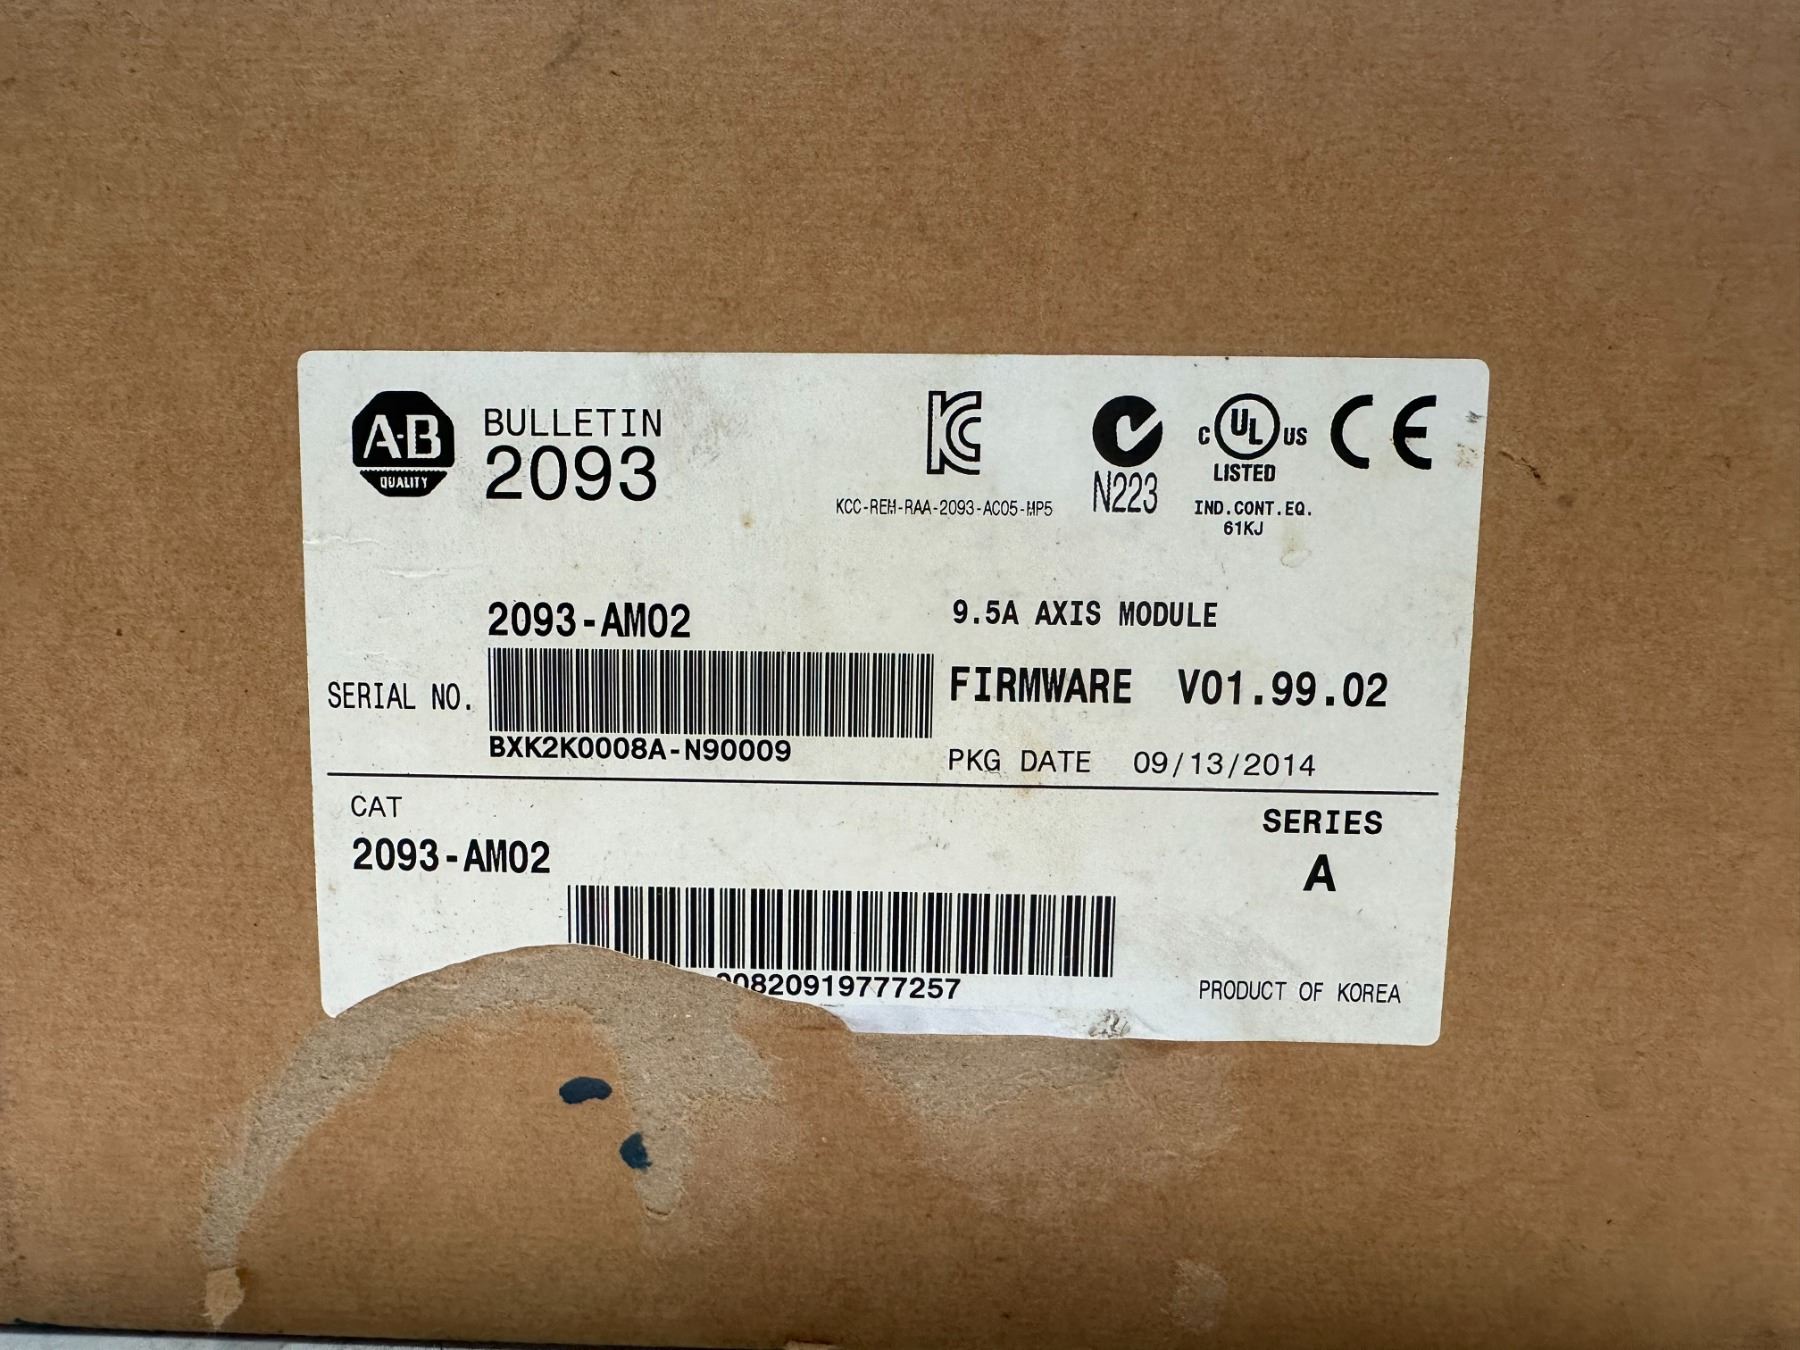 A-B
QUALITY
BULLETIN
2093
KCC-REM-RAA-2093-AC05-MP5
N223
C UL US
LISTED
IND.CONT.EQ.
61KJ
CE
2093-AM02
9.5A AXIS MODULE
SERIAL NO.
FIRMWARE V01.99.02
BXK2K0008A-N90009
PKG DATE 09/13/2014
CAT
2093-AM02
SERIES
A
0820919777257
PRODUCT OF KOREA